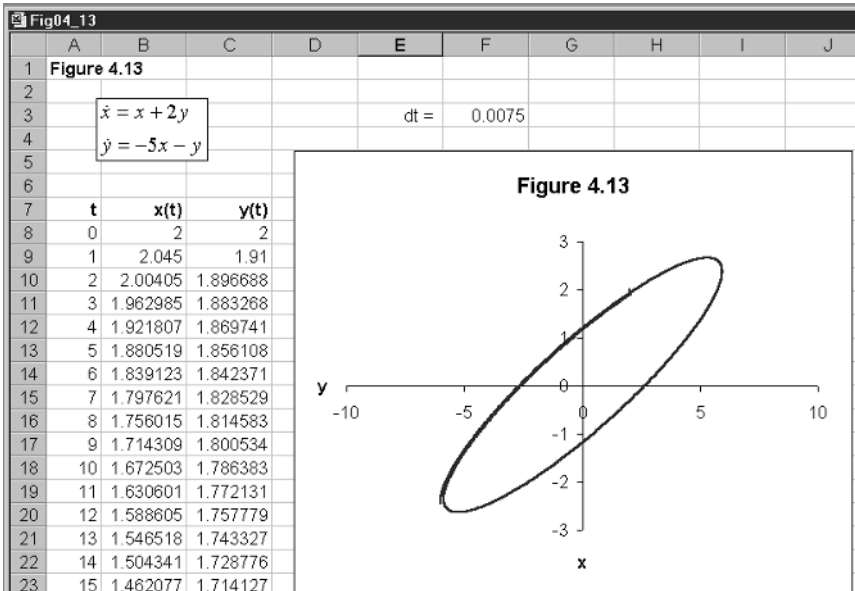 Fig04_13
A B C D E F G H I J
1 Figure 4.13
2
3 ẋ = x + 2y dt = 0.0075
4 ẏ = −5x − y
5
6
7 t x(t) y(t)
8 0 2 2
9 1 2.045 1.91
10 2 2.00405 1.896688
11 3 1.962985 1.883268
12 4 1.921807 1.869741
13 5 1.880519 1.856108
14 6 1.839123 1.842371
15 7 1.797621 1.828529
16 8 1.756015 1.814583
17 9 1.714309 1.800534
18 10 1.672503 1.786383
19 11 1.630601 1.772131
20 12 1.588605 1.757779
21 13 1.546518 1.743327
22 14 1.504341 1.728776
23 15 1.462077 1.714127
Figure 4.13
3
2
1
0
y
-10 -5 0 5 10
-1
-2
-3
x